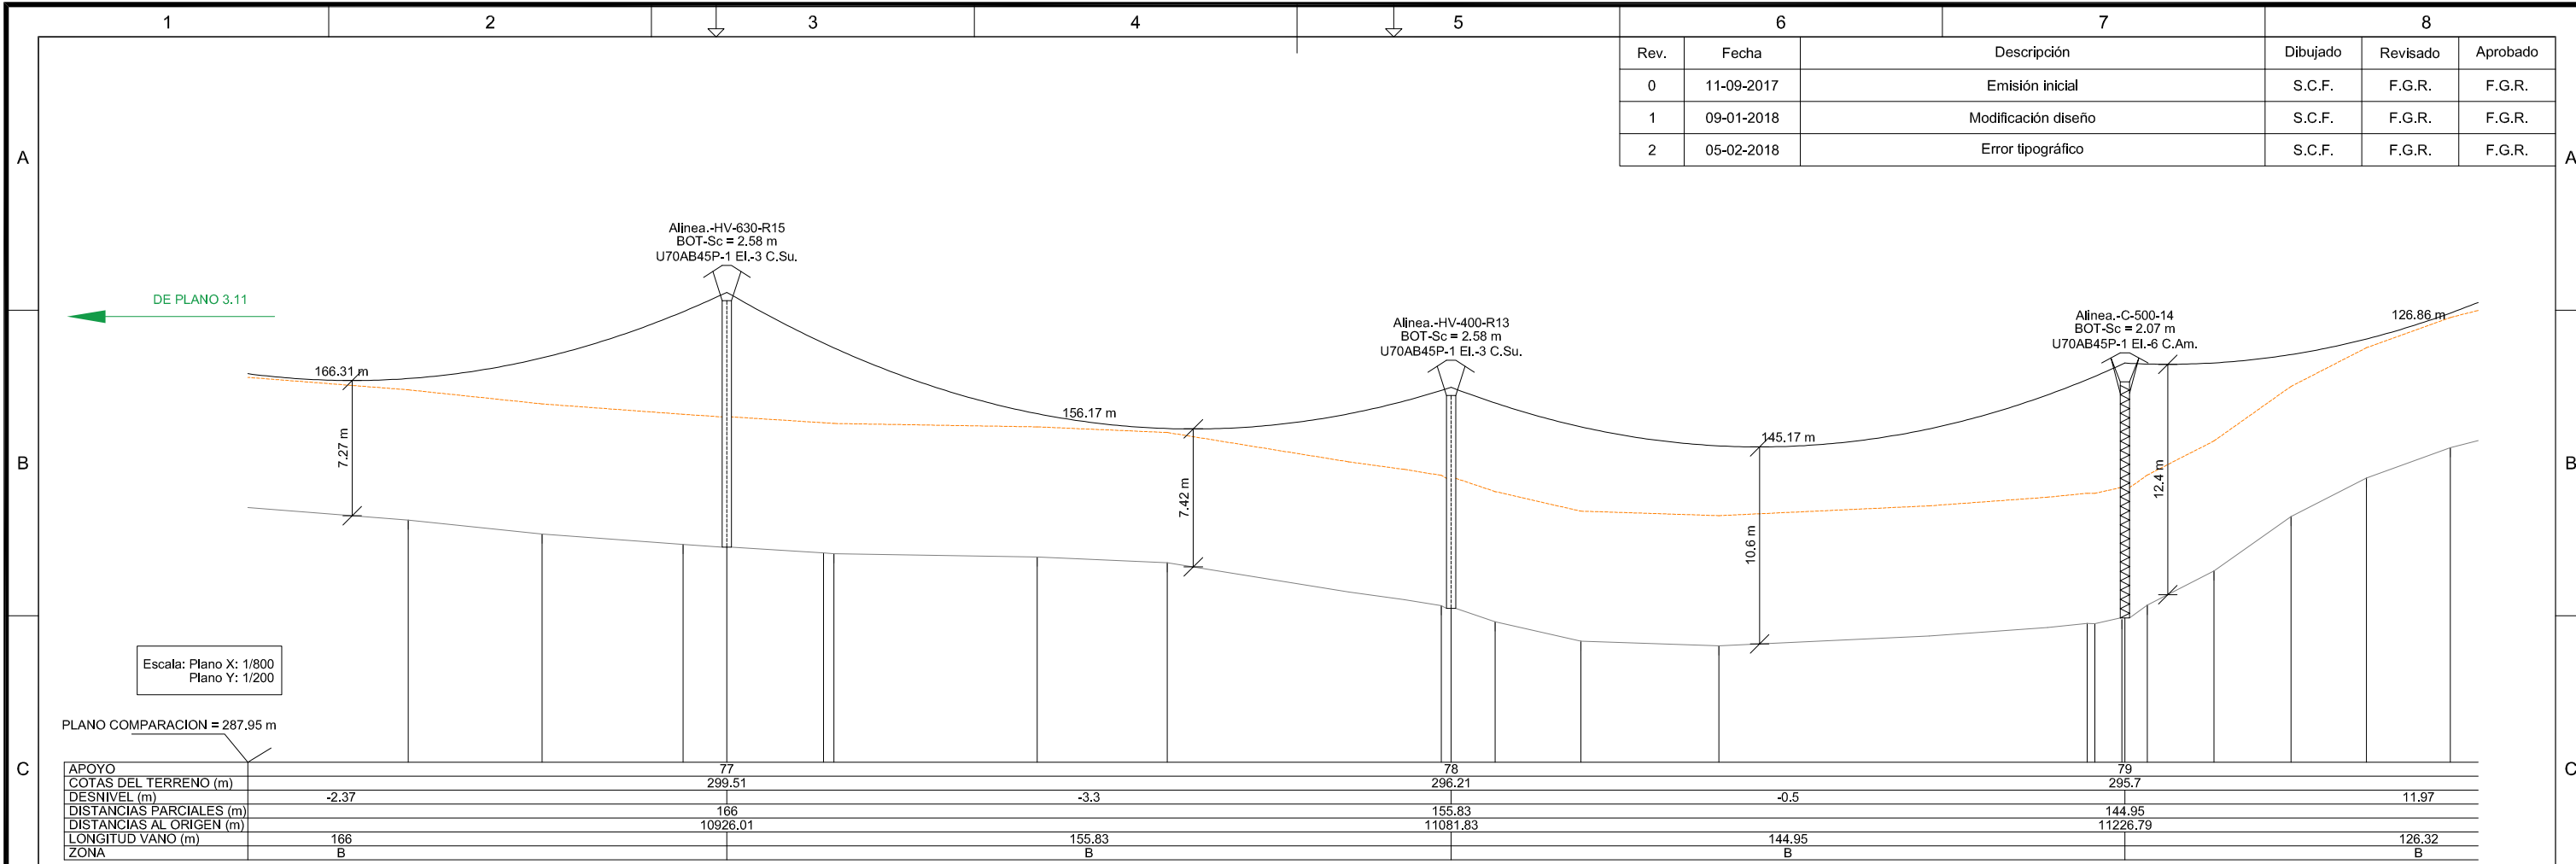 1 2 3 4 5 6 7 8
Rev. Fecha Descripción Dibujado Revisado Aprobado
0 11-09-2017 Emisión inicial S.C.F. F.G.R. F.G.R.
1 09-01-2018 Modificación diseño S.C.F. F.G.R. F.G.R.
2 05-02-2018 Error tipográfico S.C.F. F.G.R. F.G.R.
A A
Alinea.-HV-630-R15
BOT-Sc = 2.58 m
U70AB45P-1 El.-3 C.Su.
DE PLANO 3.11
Alinea.-HV-400-R13
BOT-Sc = 2.58 m
U70AB45P-1 El.-3 C.Su.
Alinea.-C-500-14
BOT-Sc = 2.07 m
U70AB45P-1 El.-6 C.Am.
126.86 m
166.31 m
156.17 m
145.17 m
7.27 m
7.42 m
10.6 m
12.4 m
B B
Escala: Plano X: 1/800
Plano Y: 1/200
PLANO COMPARACION = 287.95 m
C C
APOYO 77 78 79
COTAS DEL TERRENO (m) 299.51 296.21 295.7
DESNIVEL (m) -2.37 -3.3 -0.5 11.97
DISTANCIAS PARCIALES (m) 166 155.83 144.95
DISTANCIAS AL ORIGEN (m) 10926.01 11081.83 11226.79
LONGITUD VANO (m) 166 155.83 144.95 126.32
ZONA B B B B